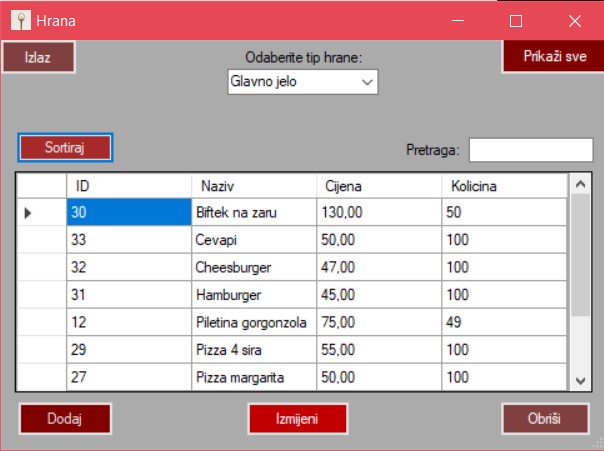 Hrana
Izlaz
Odaberite tip hrane:
Prikaži sve
Glavno jelo
Sortiraj
Pretraga:
ID Naziv Cijena Kolicina
30 Biftek na zaru 130,00 50
33 Cevapi 50,00 100
32 Cheesburger 47,00 100
31 Hamburger 45,00 100
12 Piletina gorgonzola 75,00 49
29 Pizza 4 sira 55,00 100
27 Pizza margarita 50,00 100
Dodaj Izmijeni Obriši